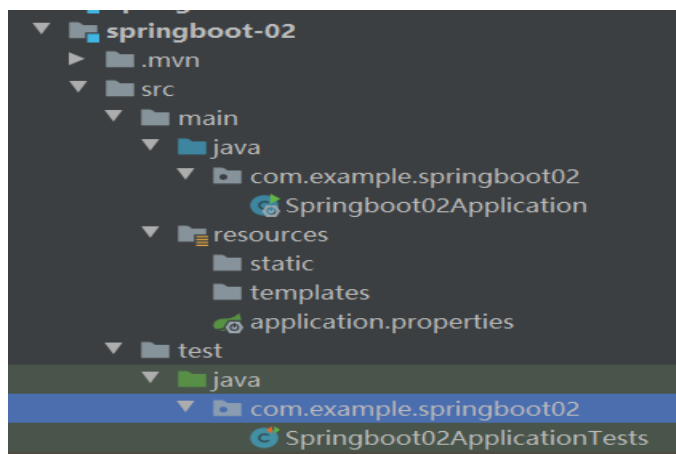 springboot-02
.mvn
src
main
java
com.example.springboot02
Springboot02Application
resources
static
templates
application.properties
test
java
com.example.springboot02
Springboot02ApplicationTests